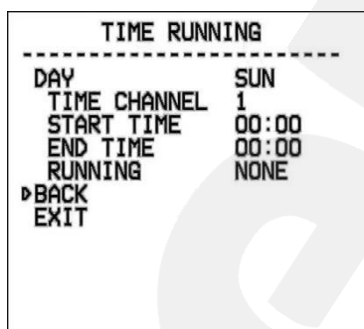 TIME RUNNING
------------------------
DAY SUN
TIME CHANNEL 1
START TIME 00:00
END TIME 00:00
RUNNING NONE
▷BACK
EXIT